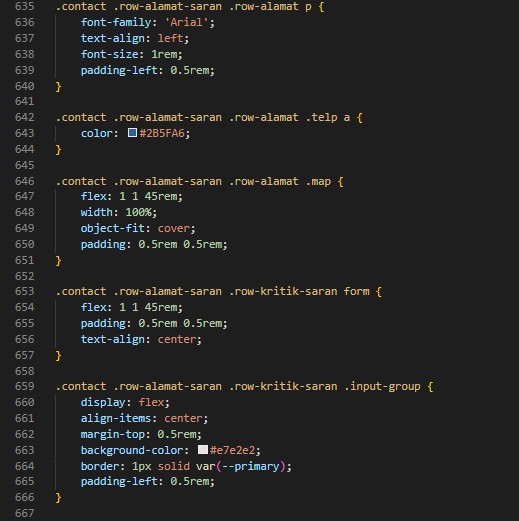 635 .contact .row-alamat-saran .row-alamat p {
636 font-family: 'Arial';
637 text-align: left;
638 font-size: 1rem;
639 padding-left: 0.5rem;
640 }
641
642 .contact .row-alamat-saran .row-alamat .telp a {
643 color: #2B5FA6;
644 }
645
646 .contact .row-alamat-saran .row-alamat .map {
647 flex: 1 1 45rem;
648 width: 100%;
649 object-fit: cover;
650 padding: 0.5rem 0.5rem;
651 }
652
653 .contact .row-alamat-saran .row-kritik-saran form {
654 flex: 1 1 45rem;
655 padding: 0.5rem 0.5rem;
656 text-align: center;
657 }
658
659 .contact .row-alamat-saran .row-kritik-saran .input-group {
660 display: flex;
661 align-items: center;
662 margin-top: 0.5rem;
663 background-color: #e7e2e2;
664 border: 1px solid var(--primary);
665 padding-left: 0.5rem;
666 }
667